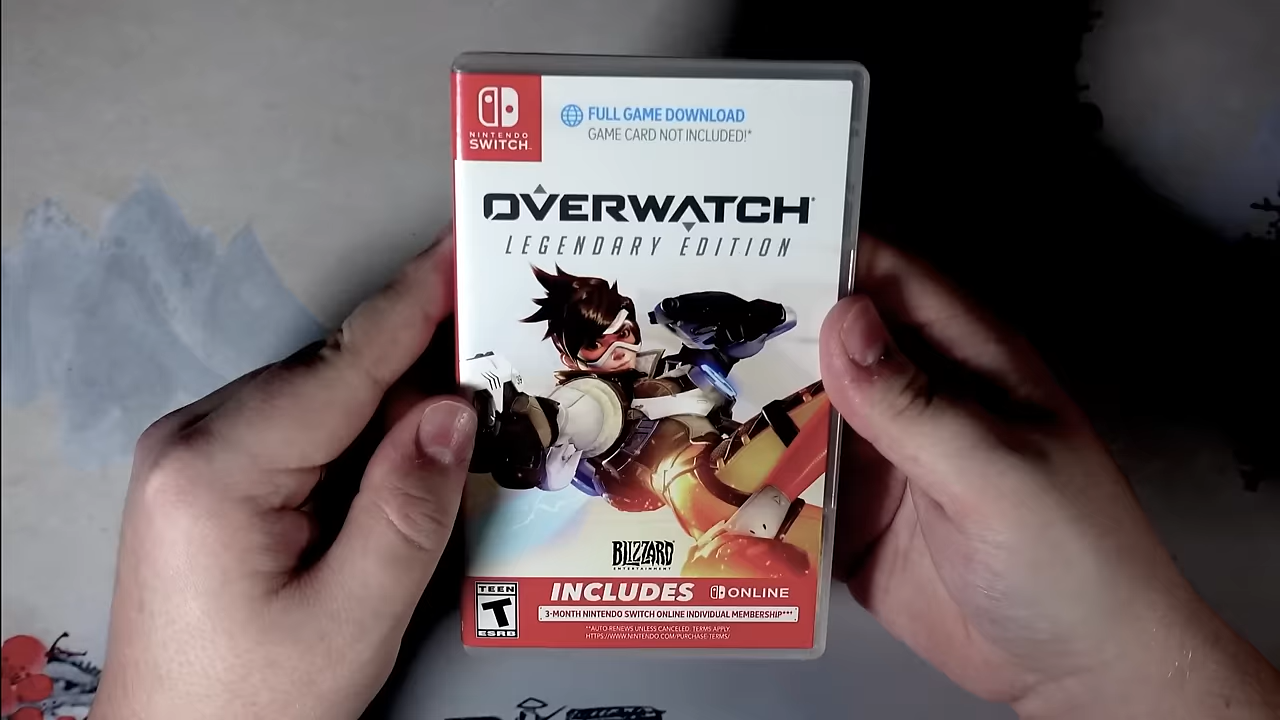 NINTENDO
SWITCH
FULL GAME DOWNLOAD
GAME CARD NOT INCLUDED!*
OVERWATCH
LEGENDARY EDITION
BLIZZARD
ENTERTAINMENT
TEEN
T
ESRB
INCLUDES
ONLINE
3-MONTH NINTENDO SWITCH ONLINE INDIVIDUAL MEMBERSHIP***
**AUTO-RENEWS UNLESS CANCELED. TERMS APPLY.
HTTPS://WWW.NINTENDO.COM/PURCHASE-TERMS/